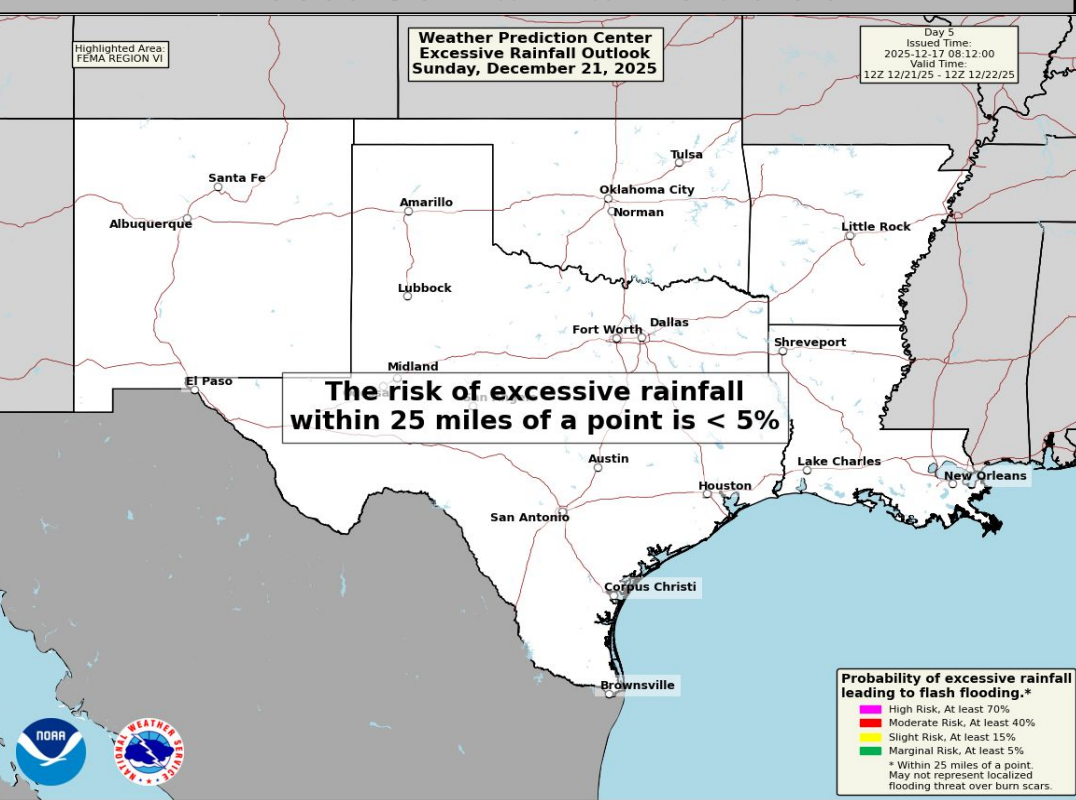 Highlighted Area:
FEMA REGION VI
Weather Prediction Center
Excessive Rainfall Outlook
Sunday, December 21, 2025
Day 5
Issued Time:
2025-12-17 08:12:00
Valid Time:
12Z 12/21/25 - 12Z 12/22/25
Tulsa
Santa Fe
Oklahoma City
Amarillo
Norman
Albuquerque
Little Rock
Lubbock
Fort Worth
Dallas
Shreveport
Midland
El Paso
The risk of excessive rainfall
within 25 miles of a point is < 5%
Austin
Lake Charles
New Orleans
Houston
San Antonio
Corpus Christi
Brownsville
Probability of excessive rainfall
leading to flash flooding.*
High Risk, At least 70%
Moderate Risk, At least 40%
Slight Risk, At least 15%
Marginal Risk, At least 5%
* Within 25 miles of a point.
May not represent localized
flooding threat over burn scars.
NOAA
NATIONAL WEATHER SERVICE